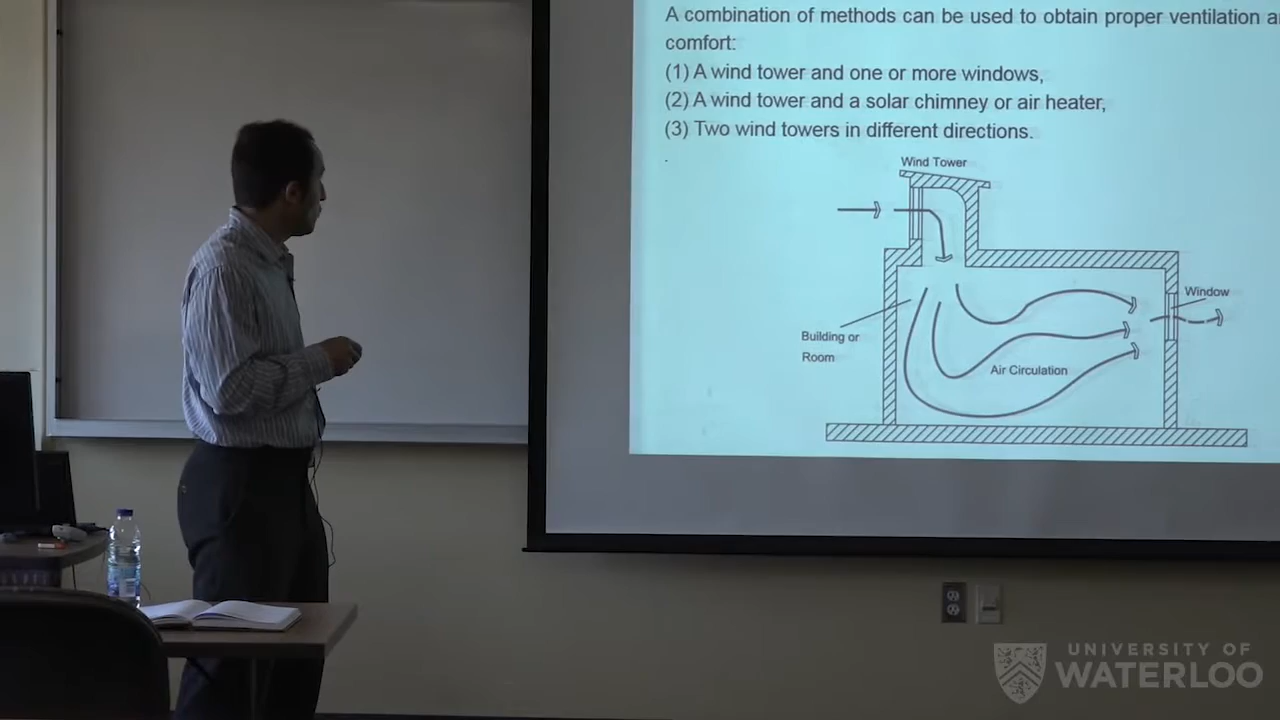 A combination of methods can be used to obtain proper ventilation
comfort:
(1) A wind tower and one or more windows,
(2) A wind tower and a solar chimney or air heater,
(3) Two wind towers in different directions.
Wind Tower
Window
Building or
Room
Air Circulation
UNIVERSITY OF
WATERLOO